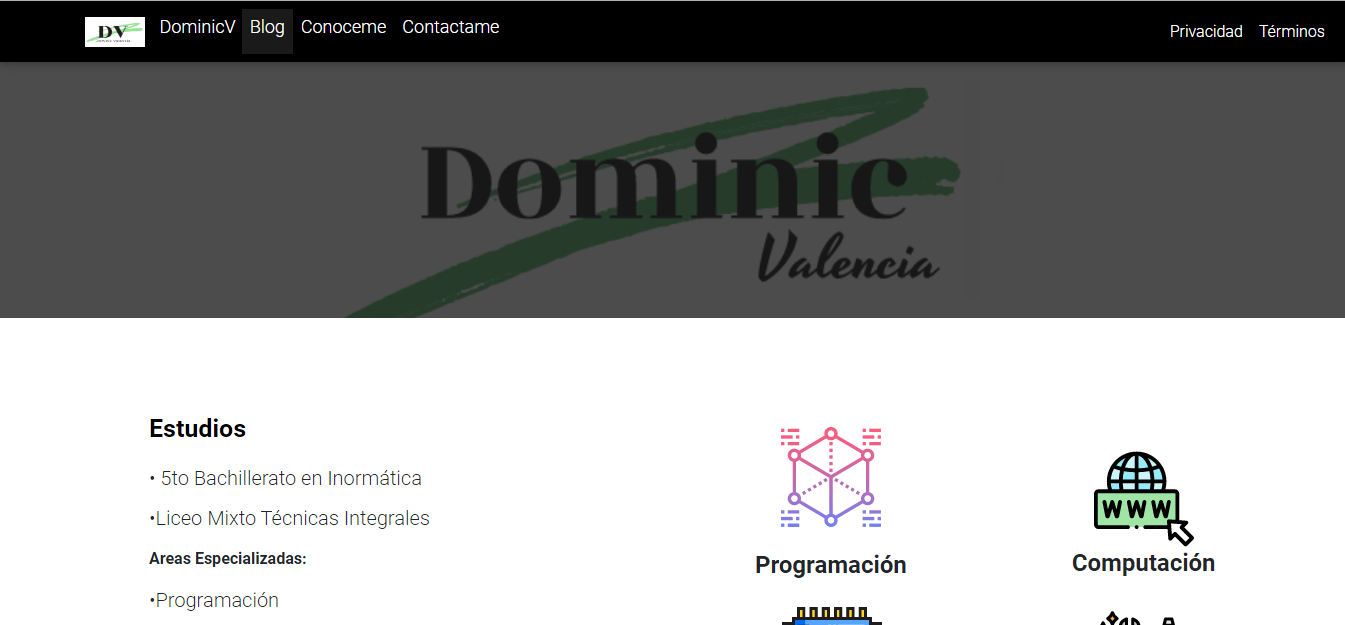 DV DominicV Blog Conoceme Contactame Privacidad Términos
Dominic
Valencia
Estudios
• 5to Bachillerato en Inormática
•Liceo Mixto Técnicas Integrales
Areas Especializadas:
•Programación
Programación
WWW
Computación